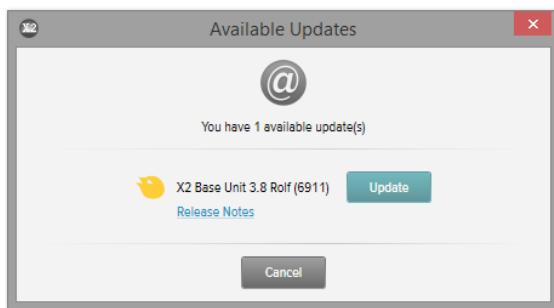 X2 Available Updates
@
You have 1 available update(s)
X2 Base Unit 3.8 Rolf (6911) Update
Release Notes
Cancel